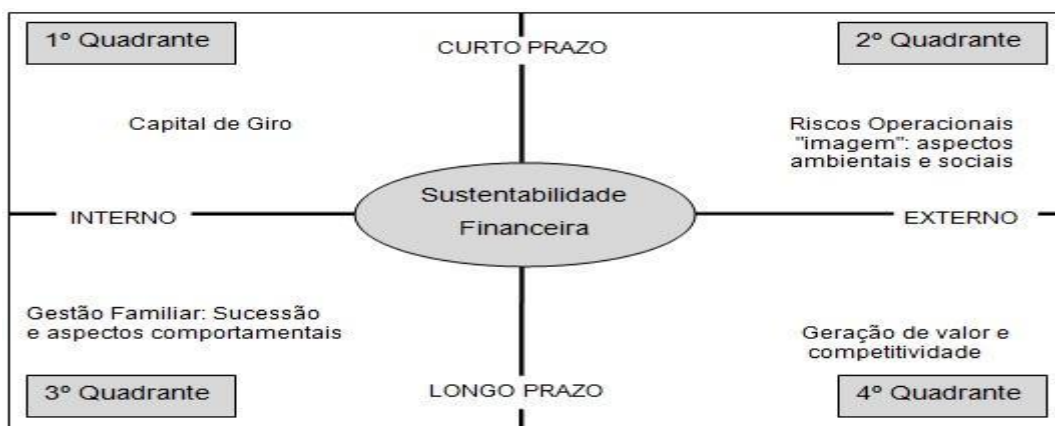 1º Quadrante
CURTO PRAZO
2º Quadrante
Capital de Giro
Riscos Operacionais
"imagem": aspectos
ambientais e sociais
INTERNO
Sustentabilidade
Financeira
EXTERNO
Gestão Familiar: Sucessão
e aspectos comportamentais
Geração de valor e
competitividade
3º Quadrante
LONGO PRAZO
4º Quadrante